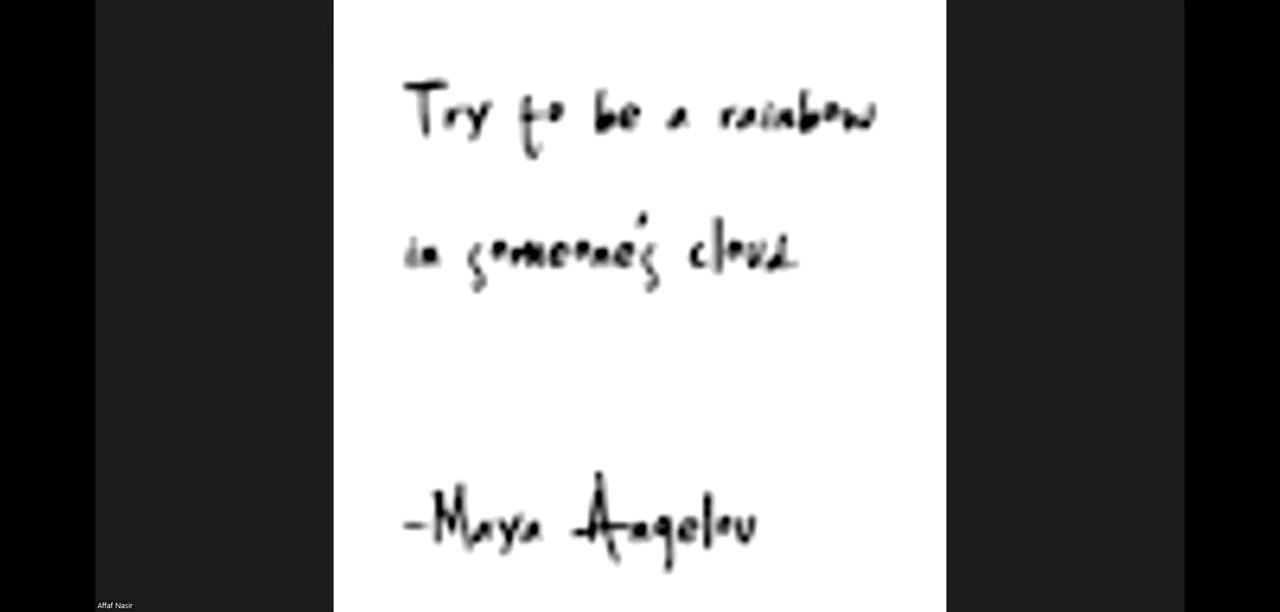 Try to be a rainbow
in someone's cloud
-Maya Angelou
Affaf Nasir